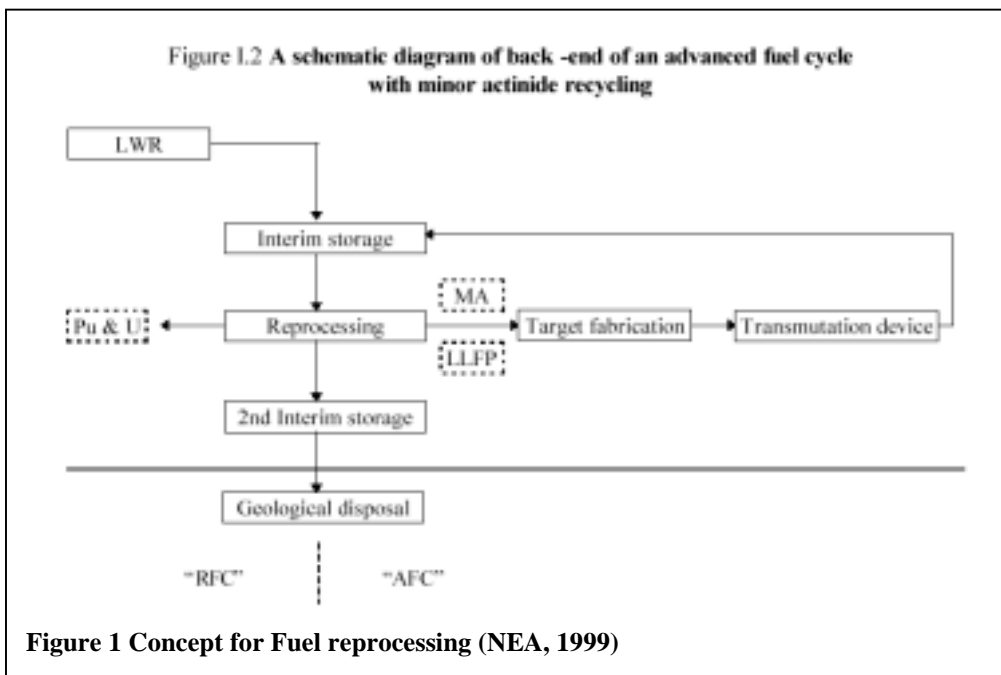 Figure I.2 A schematic diagram of back -end of an advanced fuel cycle
with minor actinide recycling
LWR
Interim storage
MA
Pu & U
Reprocessing
Target fabrication
Transmutation device
LLFP
2nd Interim storage
Geological disposal
“RFC”
“AFC”
Figure 1 Concept for Fuel reprocessing (NEA, 1999)